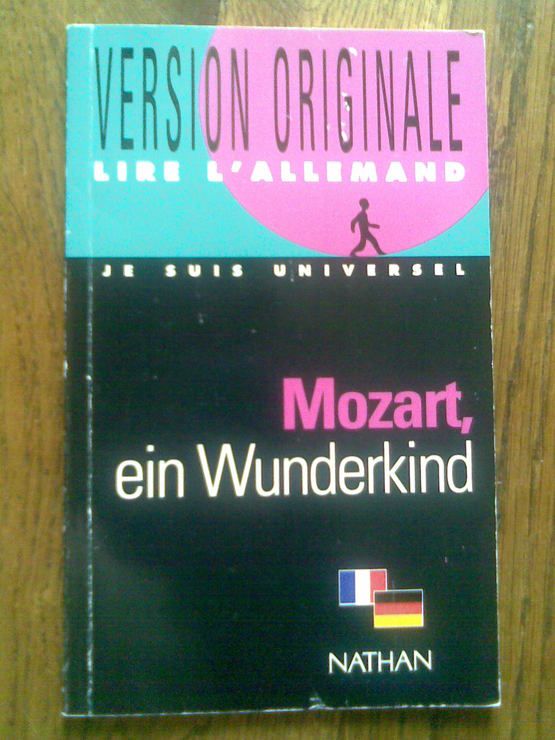 VERSION ORIGINALE
LIRE L'ALLEMAND
JE SUIS UNIVERSEL
Mozart,
ein Wunderkind
NATHAN